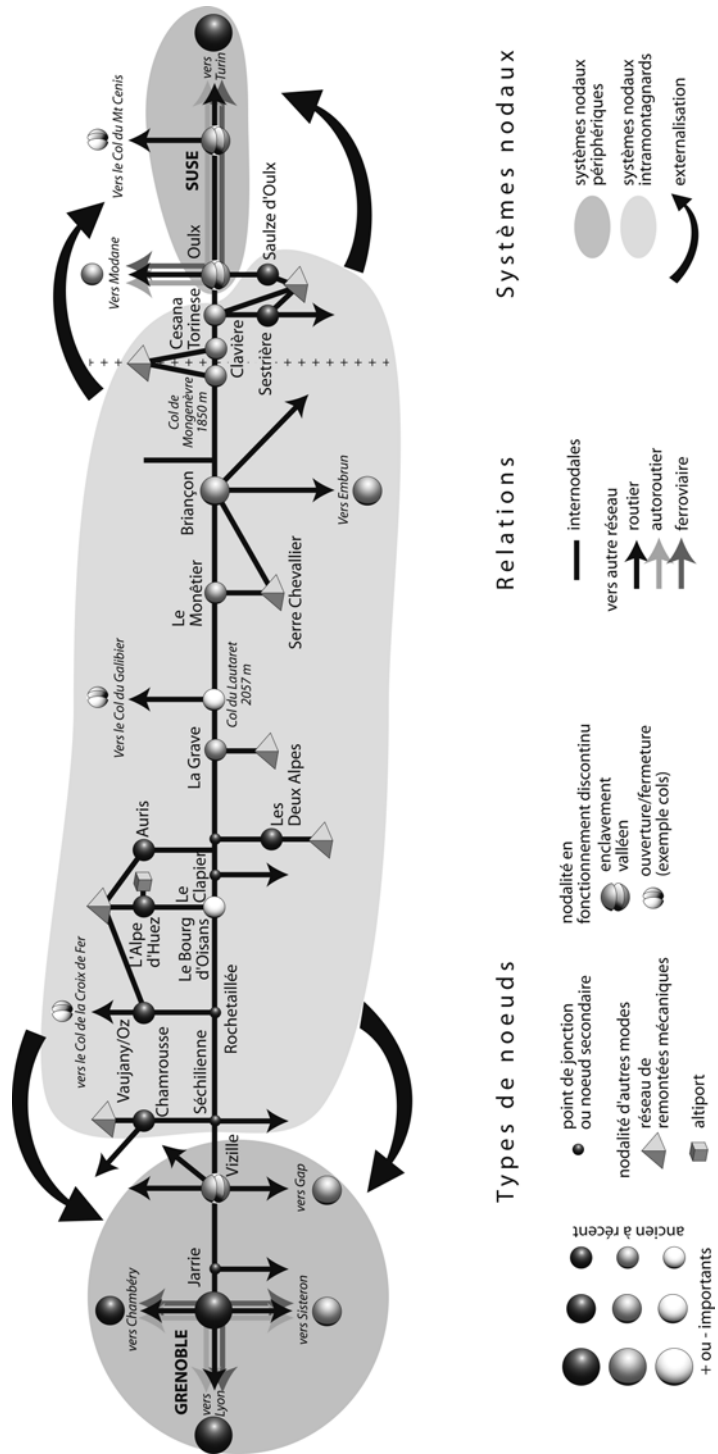 vers
Lyon
GRENOBLE
vers Chambéry
vers Sisteron
Jarrie
Vizille
vers Gap
Séchilienne
Chamrousse
Vaujany/Oz
vers le Col de la Croix de Fer
Rochetaillée
Le Bourg
d'Oisans
L'Alpe
d'Huez
Le
Clapier
Auris
Les
Deux Alpes
La Grave
Vers le Col du Galibier
Col du Lautaret
2057 m
Le
Monêtier
Serre Chevallier
Briançon
Vers Embrun
Col de
Mongenèvre
1850 m
Clavière
Cesana
Torinese
Sestrière
Oulx
Saulze d'Oulx
Vers Modane
SUSE
Vers le Col du Mt Cenis
vers
Turin
Types de noeuds
ancien à récent
+ ou - importants
point de jonction
ou noeud secondaire
nodalité d'autres modes
réseau de
remontées mécaniques
altiport
nodalité en
fonctionnement discontinu
enclavement
valléen
ouverture/fermeture
(exemple cols)
Relations
internodales
vers autre réseau
routier
autoroutier
ferroviaire
Systèmes nodaux
systèmes nodaux
périphériques
systèmes nodaux
intramontagnards
externalisation